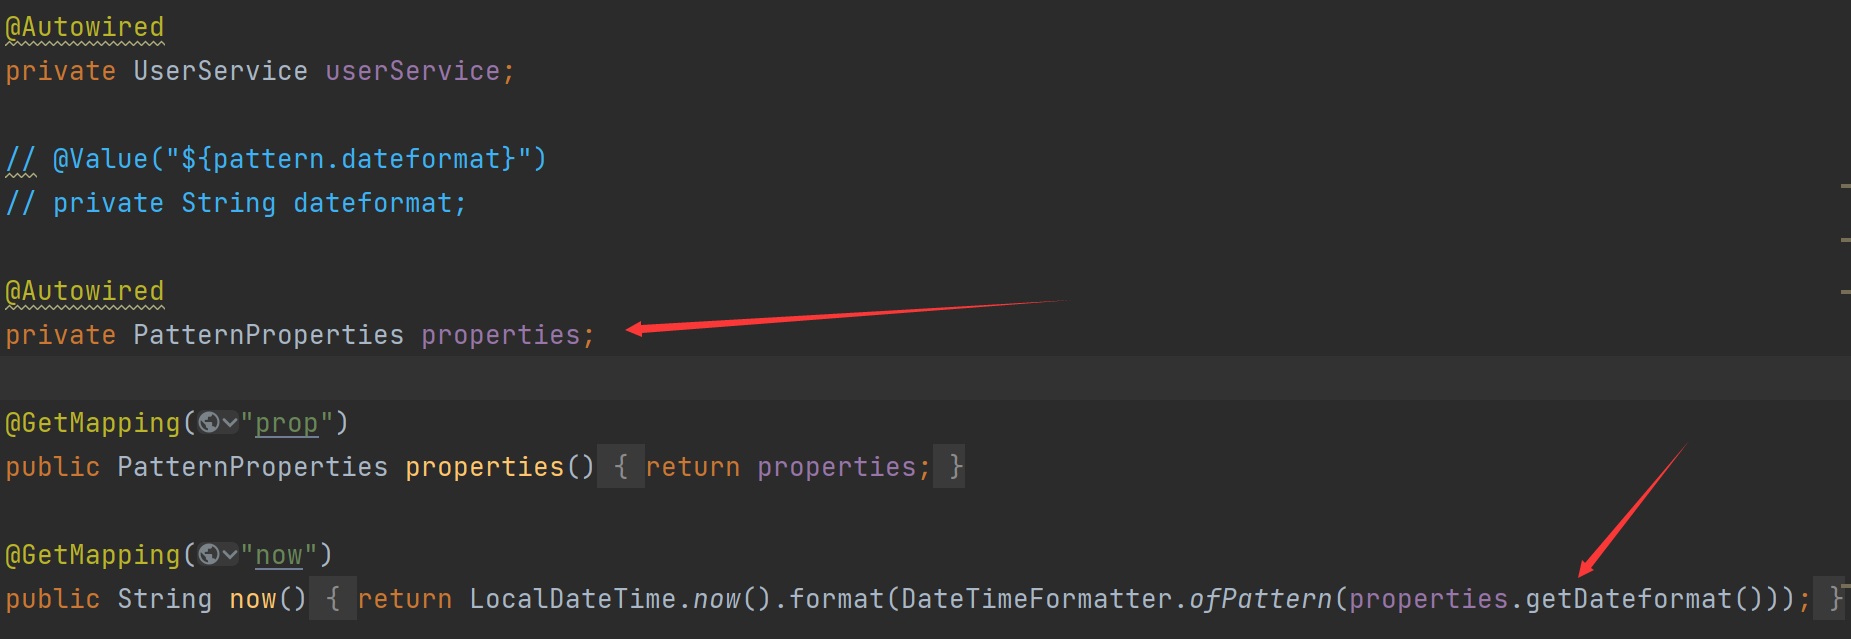 @Autowired
private UserService userService;
// @Value("${pattern.dateformat}")
// private String dateformat;
@Autowired
private PatternProperties properties;
@GetMapping("prop")
public PatternProperties properties() { return properties; }
@GetMapping("now")
public String now() { return LocalDateTime.now().format(DateTimeFormatter.ofPattern(properties.getDateformat())); }